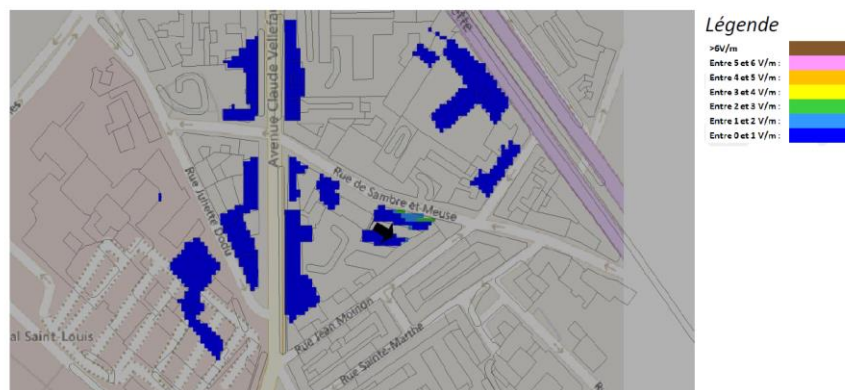 Légende
>6V/m
Entre 5 et 6 V/m :
Entre 4 et 5 V/m :
Entre 3 et 4 V/m :
Entre 2 et 3 V/m :
Entre 1 et 2 V/m :
Entre 0 et 1 V/m :
Avenue Claude Vellefa
Rue Juliette Dodu
Rue de Sambre et Meuse
Rue Jean Moinon
Rue Sainte-Marthe
al Saint-Louis